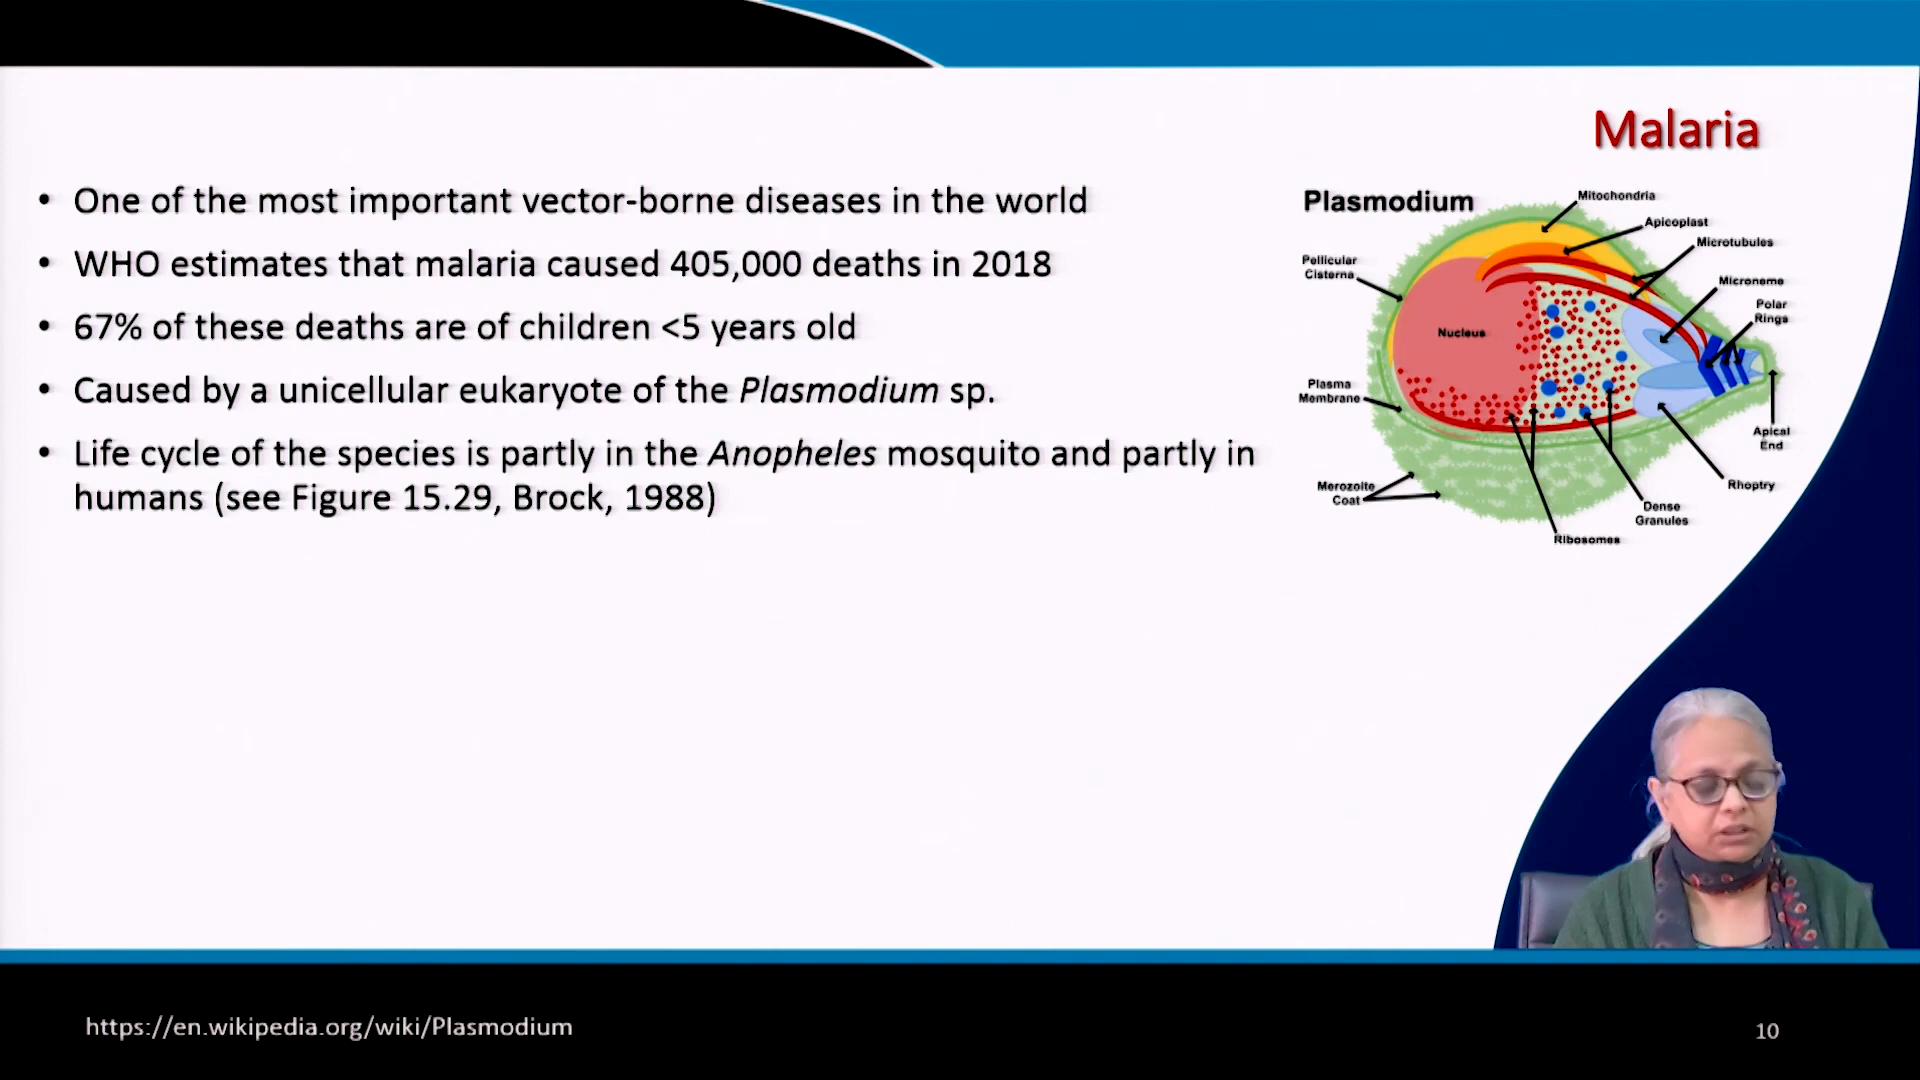 Malaria
• One of the most important vector-borne diseases in the world
• WHO estimates that malaria caused 405,000 deaths in 2018
• 67% of these deaths are of children <5 years old
• Caused by a unicellular eukaryote of the Plasmodium sp.
• Life cycle of the species is partly in the Anopheles mosquito and partly in
humans (see Figure 15.29, Brock, 1988)
Plasmodium
Mitochondria
Apicoplast
Microtubules
Microneme
Polar
Rings
Pellicular
Cisterna
Nucleus
Plasma
Membrane
Apical
End
Merozoite
Coat
Rhoptry
Dense
Granules
Ribosomes
https://en.wikipedia.org/wiki/Plasmodium
10